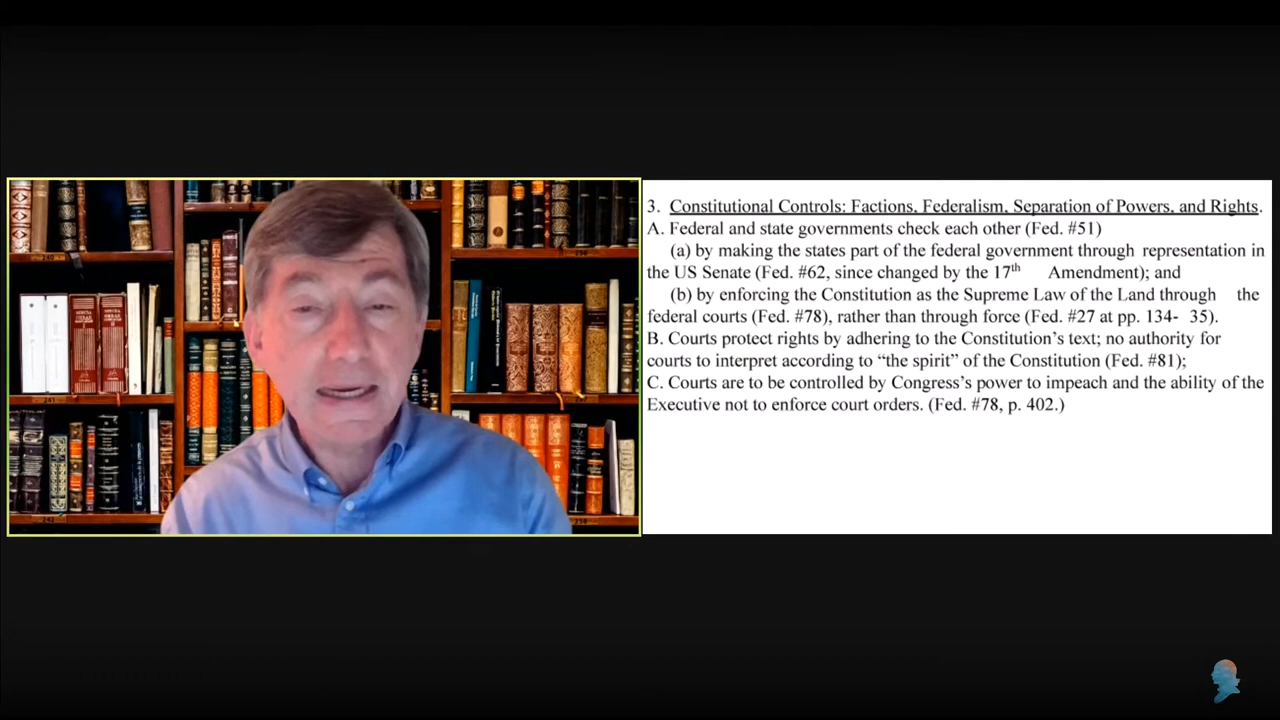 3. Constitutional Controls: Factions, Federalism, Separation of Powers, and Rights.
A. Federal and state governments check each other (Fed. #51)
(a) by making the states part of the federal government through representation in
the US Senate (Fed. #62, since changed by the 17th Amendment); and
(b) by enforcing the Constitution as the Supreme Law of the Land through the
federal courts (Fed. #78), rather than through force (Fed. #27 at pp. 134- 35).
B. Courts protect rights by adhering to the Constitution's text; no authority for
courts to interpret according to “the spirit” of the Constitution (Fed. #81);
C. Courts are to be controlled by Congress's power to impeach and the ability of the
Executive not to enforce court orders. (Fed. #78, p. 402.)